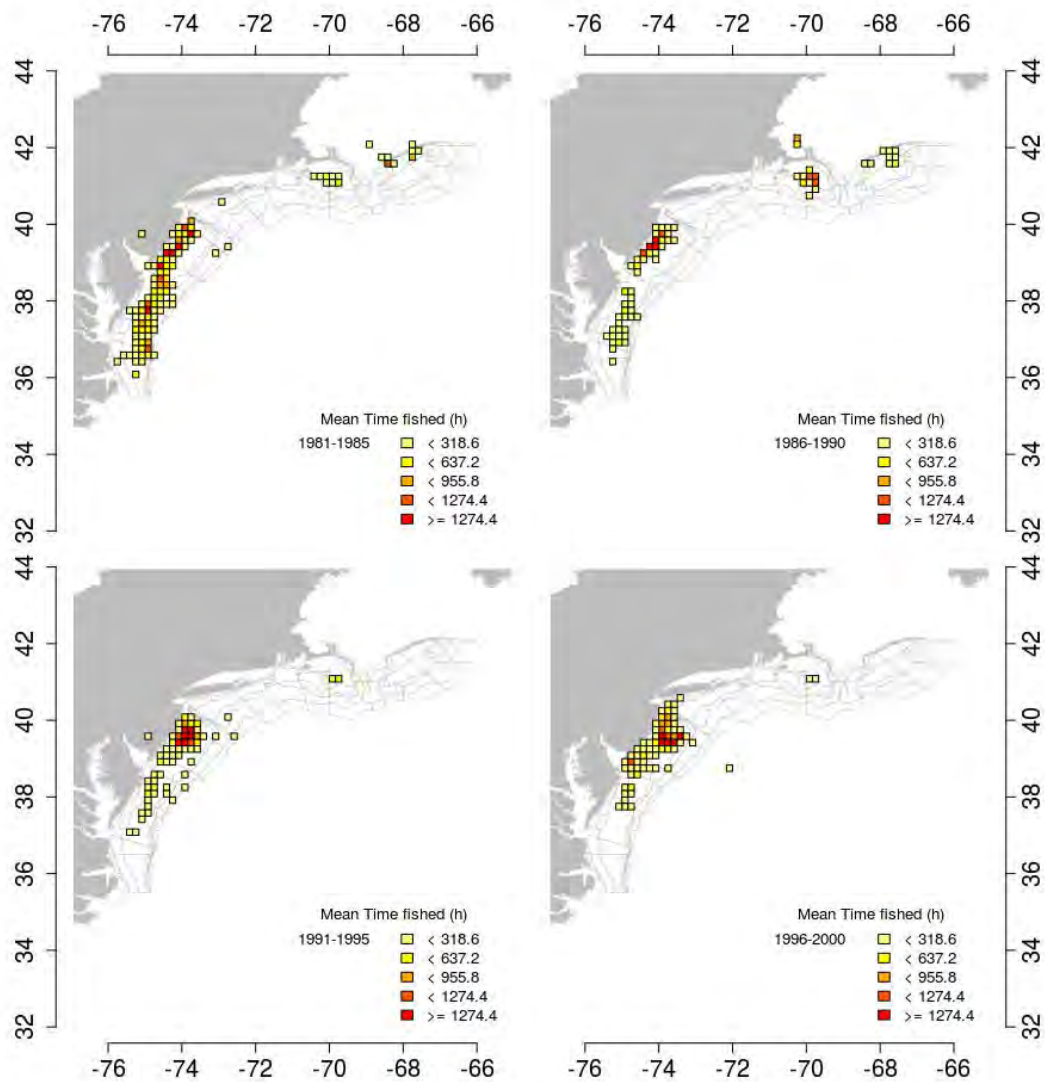 -76 -74 -72 -70 -68 -66
-76 -74 -72 -70 -68 -66
44 42 40 38 36 34 32
Mean Time fished (h)
1981-1985
< 318.6
< 637.2
< 955.8
< 1274.4
>= 1274.4
Mean Time fished (h)
1986-1990
< 318.6
< 637.2
< 955.8
< 1274.4
>= 1274.4
44 42 40 38 36 34 32
44 42 40 38 36 34 32
Mean Time fished (h)
1991-1995
< 318.6
< 637.2
< 955.8
< 1274.4
>= 1274.4
Mean Time fished (h)
1996-2000
< 318.6
< 637.2
< 955.8
< 1274.4
>= 1274.4
44 42 40 38 36 34 32
-76 -74 -72 -70 -68 -66
-76 -74 -72 -70 -68 -66